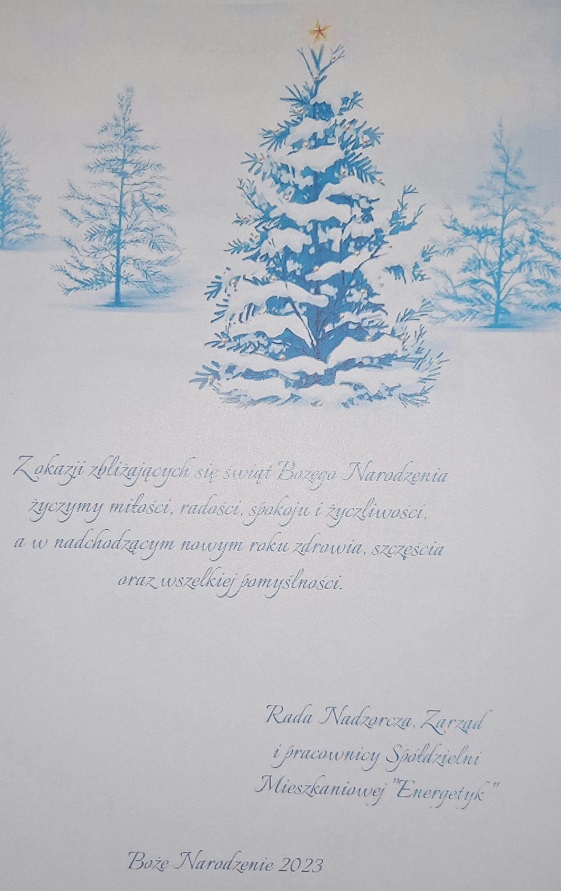 Z okazji zbliżających się świąt Bożego Narodzenia
życzymy miłości, radości, spokoju i życzliwości,
a w nadchodzącym nowym roku zdrowia, szczęścia
oraz wszelkiej pomyślności.
Rada Nadzorcza, Zarząd
i pracownicy Spółdzielni
Mieszkaniowej "Energetyk"
Boże Narodzenie 2023